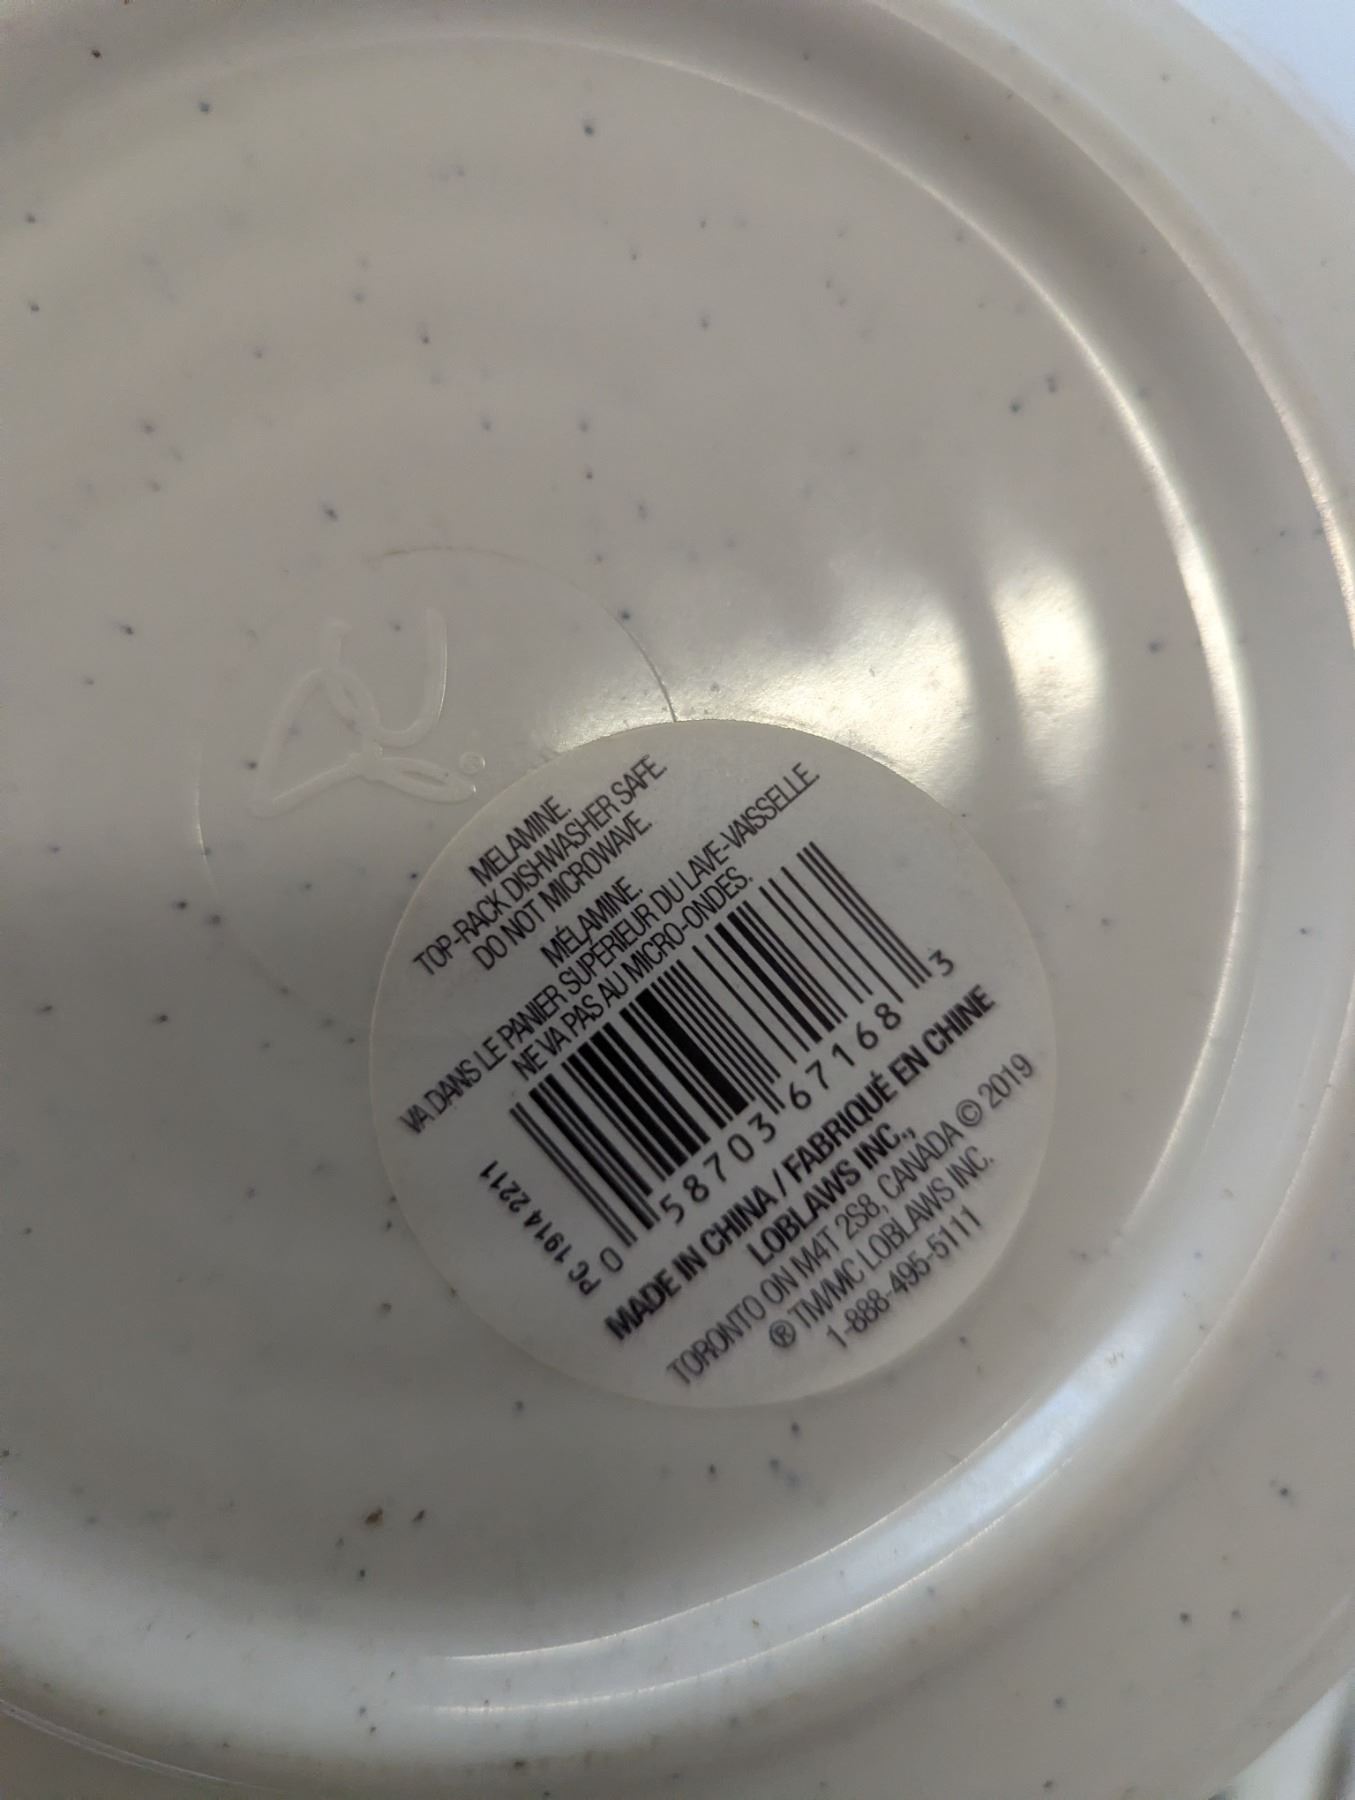 MELAMINE.
TOP-RACK DISHWASHER SAFE
DO NOT MICROWAVE.
MÉLAMINE.
VA DANS LE PANIER SUPÉRIEUR DU LAVE-VAISSELLE.
NE VA PAS AU MICRO-ONDES.
PC 1914 2211
0 58703 67168 3
MADE IN CHINA / FABRIQUÉ EN CHINE
LOBLAWS INC.,
TORONTO ON M4T 2S8, CANADA © 2019
® TM/MC LOBLAWS INC.
1-888-495-5111